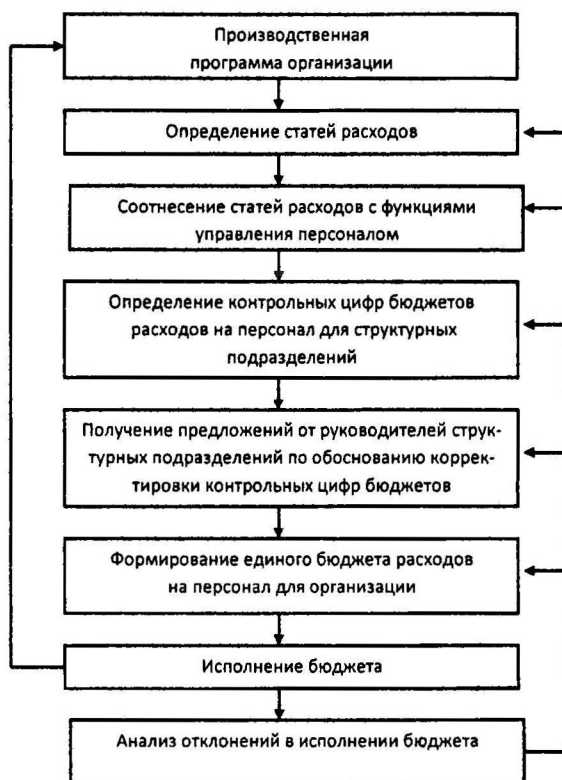 Производственная
программа организации
Определение статей расходов
Соотнесение статей расходов с функциями
управления персоналом
Определение контрольных цифр бюджетов
расходов на персонал для структурных
подразделений
Получение предложений от руководителей струк-
турных подразделений по обоснованию коррек-
тировки контрольных цифр бюджетов
Формирование единого бюджета расходов
на персонал для организации
Исполнение бюджета
Анализ отклонений в исполнении бюджета